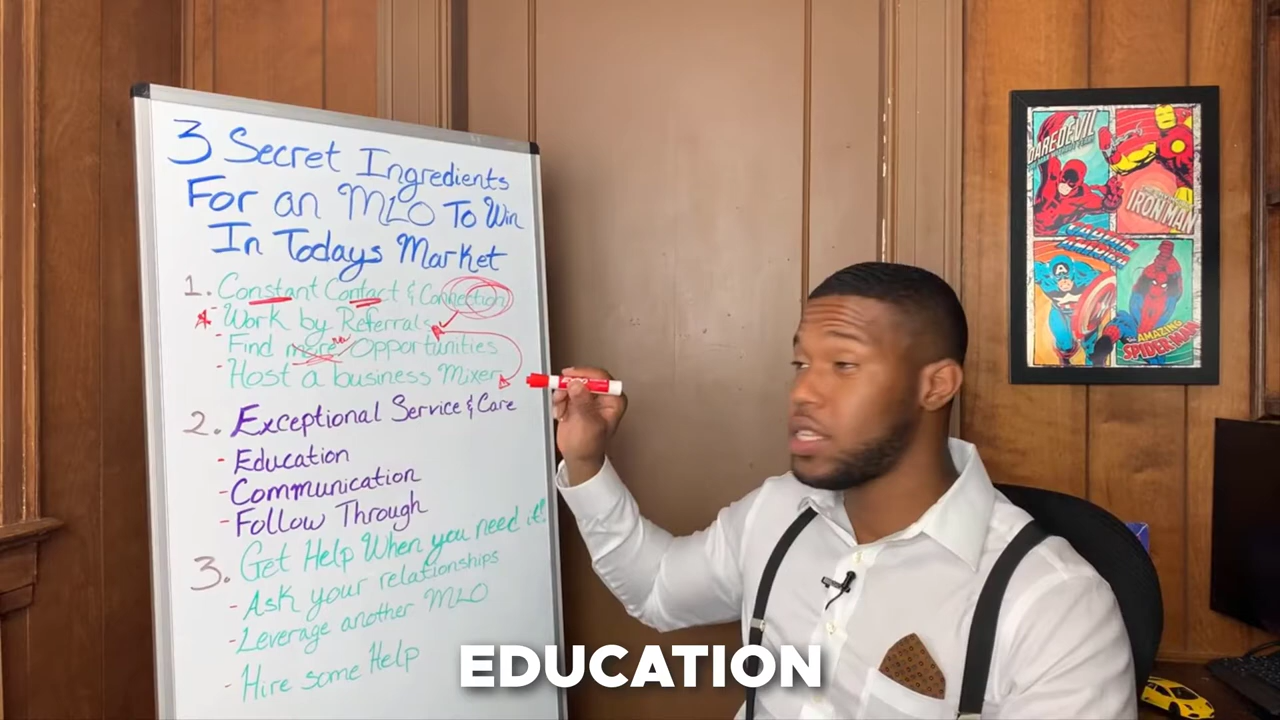 3 Secret Ingredients
For an MLO To Win
In Todays Market
1. Constant Contact & Connection
- Work by Referrals
- Find more Opportunities
- Host a business Mixer
2. Exceptional Service & Care
- Education
- Communication
- Follow Through
3. Get Help When you need it!
- Ask your relationships
- Leverage another MLO
- Hire some Help
DAREDEVIL
IRON MAN
CAPTAIN
AMERICA
AMAZING
SPIDER-MAN
EDUCATION